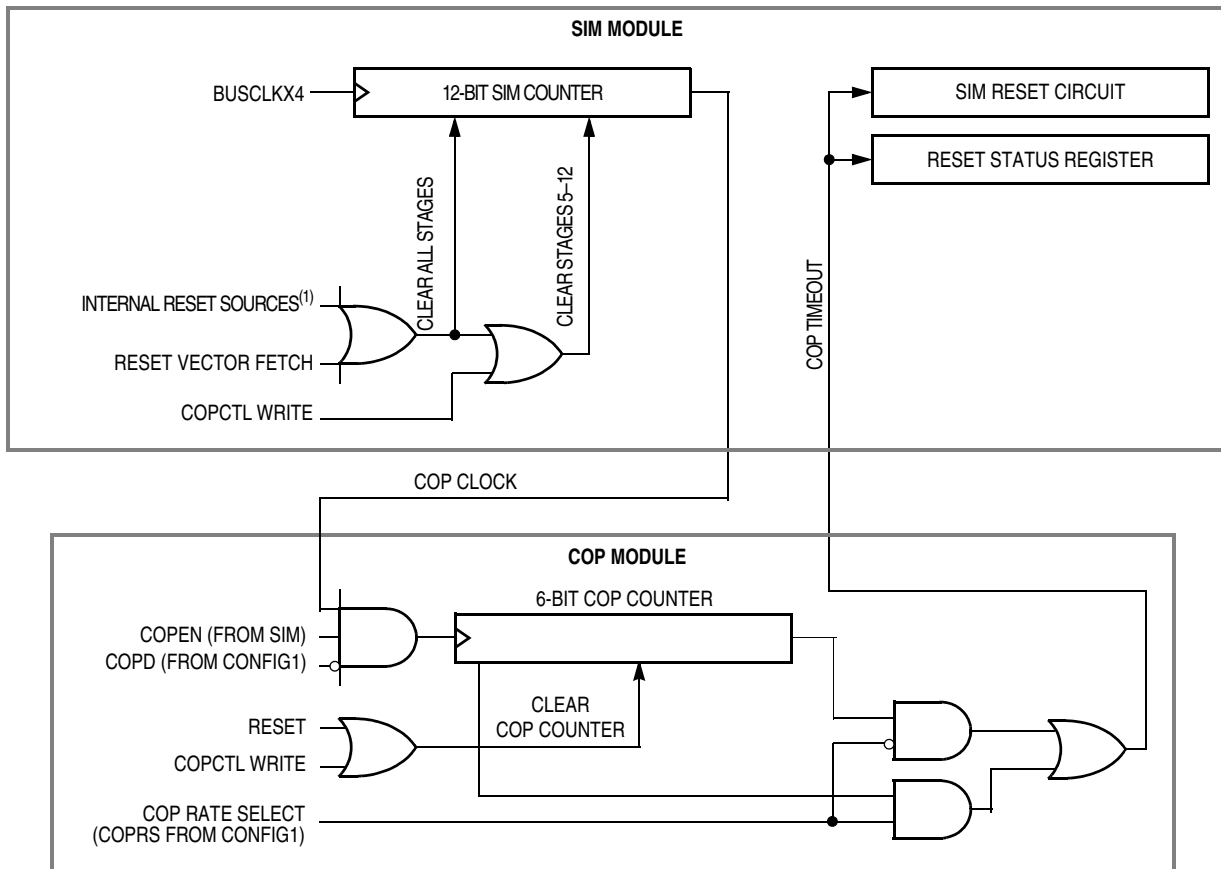 SIM MODULE
BUSCLKX4
12-BIT SIM COUNTER
SIM RESET CIRCUIT
RESET STATUS REGISTER
CLEAR ALL STAGES
CLEAR STAGES 5–12
COP TIMEOUT
INTERNAL RESET SOURCES(1)
RESET VECTOR FETCH
COPCTL WRITE
COP CLOCK
COP MODULE
6-BIT COP COUNTER
COPEN (FROM SIM)
COPD (FROM CONFIG1)
CLEAR
COP COUNTER
RESET
COPCTL WRITE
COP RATE SELECT
(COPRS FROM CONFIG1)